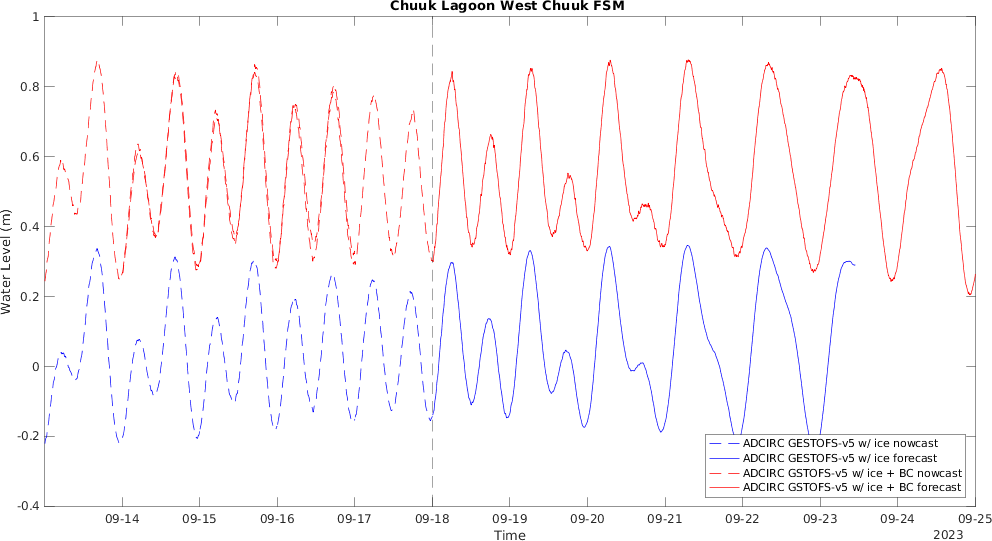 Chuuk Lagoon West Chuuk FSM
1
0.8
0.6
0.4
0.2
0
-0.2
-0.4
Water Level (m)
ADCIRC GESTOFS-v5 w/ ice nowcast
ADCIRC GESTOFS-v5 w/ ice forecast
ADCIRC GSTOFS-v5 w/ ice + BC nowcast
ADCIRC GSTOFS-v5 w/ ice + BC forecast
09-14 09-15 09-16 09-17 09-18 09-19 09-20 09-21 09-22 09-23 09-24 09-25
Time
2023